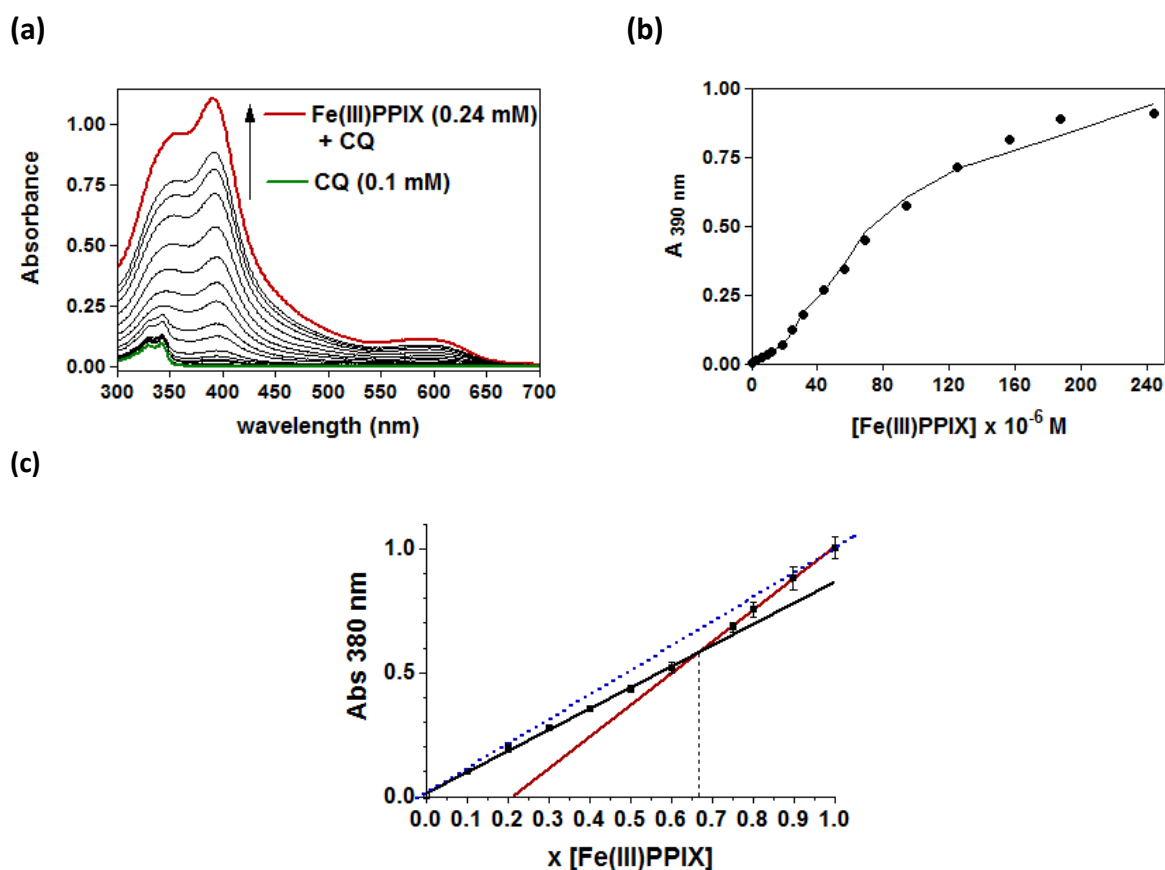 (a)
(b)
Absorbance
1.00
0.75
0.50
0.25
0.00
Fe(III)PPIX (0.24 mM)
+ CQ
CQ (0.1 mM)
300 350 400 450 500 550 600 700
wavelength (nm)
A 390 nm
1.00
0.75
0.50
0.25
0.00
0 40 80 120 160 200 240
[Fe(III)PPIX] x 10⁻⁶ M
(c)
Abs 380 nm
1.0
0.5
0.0
0.0 0.1 0.2 0.3 0.4 0.5 0.6 0.7 0.8 0.9 1.0
x [Fe(III)PPIX]